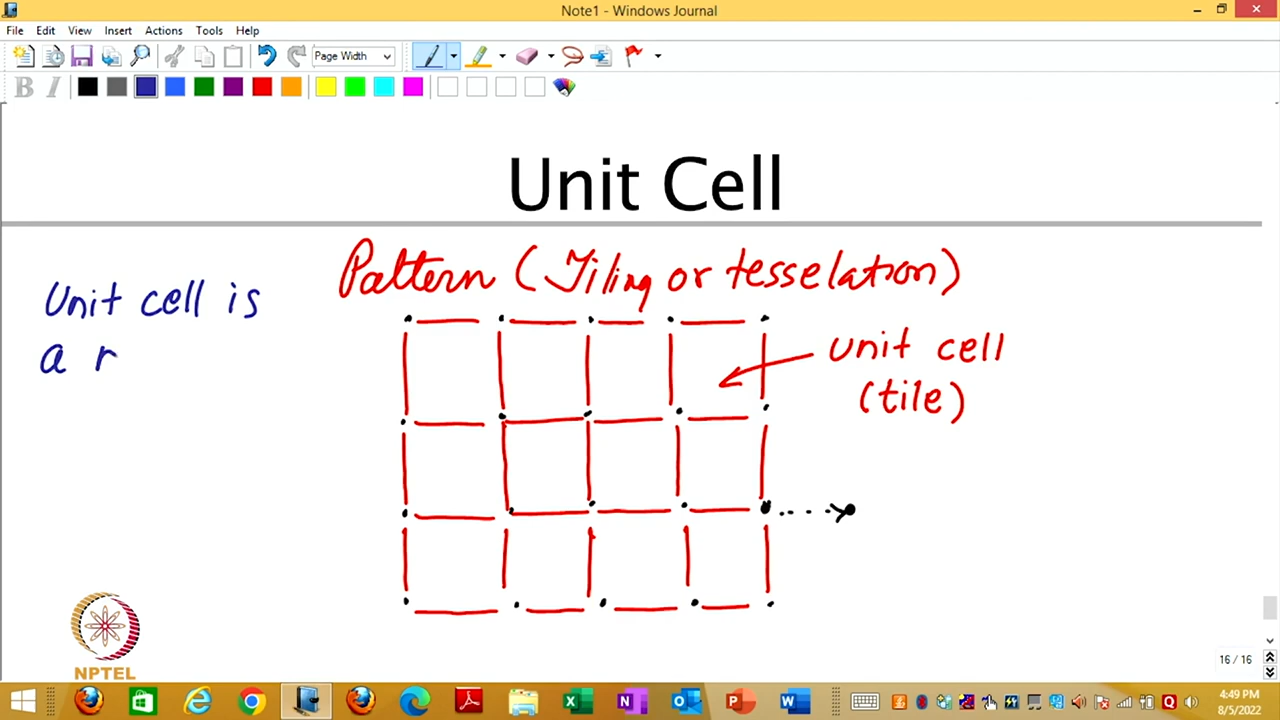 Note1 - Windows Journal
File Edit View Insert Actions Tools Help
Page Width
B I
Unit Cell
Pattern (Tiling or tesselation)
Unit cell is
a r
unit cell
(tile)
NPTEL
16 / 16
4:49 PM
8/5/2022